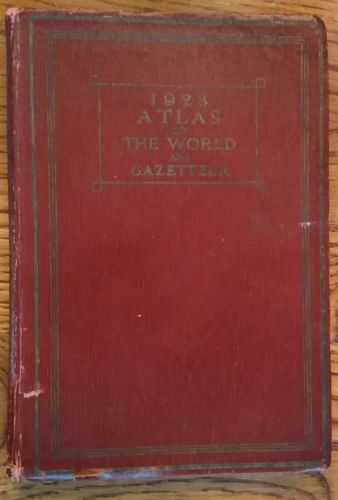 1923
ATLAS
OF
THE WORLD
AND
GAZETTEER